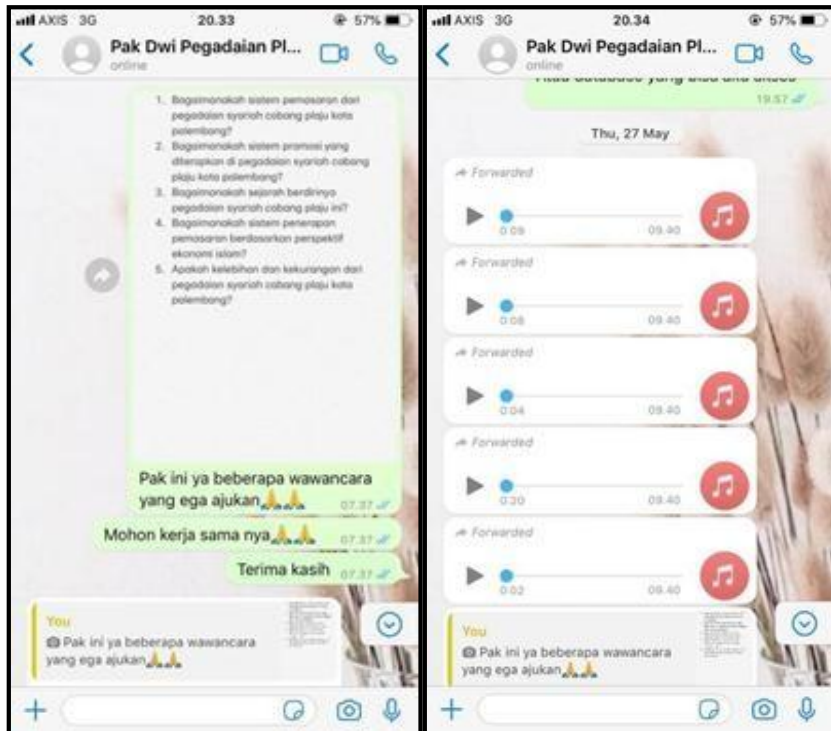 AXIS 3G 20.33 57%
Pak Dwi Pegadaian Pl...
online
1. Bagaimanakah sistem pemasaran dari
pegadaian syariah cabang plaju kota
palembang?
2. Bagaimanakah sistem promosi yang
diterapkan di pegadaian syariah cabang
plaju kota palembang?
3. Bagaimanakah sejarah berdirinya
pegadaian syariah cabang plaju ini?
4. Bagaimanakah sistem penerapan
pemasaran berdasarkan perspektif
ekonomi islam?
5. Apakah kelebihan dan kekurangan dari
pegadaian syariah cabang plaju kota
palembang?
Pak ini ya beberapa wawancara
yang ega ajukan🙏🙏 07.37
Mohon kerja sama nya🙏🙏 07.37
Terima kasih 07.37
You
Pak ini ya beberapa wawancara
yang ega ajukan🙏🙏
AXIS 3G 20.34 57%
Pak Dwi Pegadaian Pl...
online
Atau database yang bisa aku akses
19.57
Thu, 27 May
Forwarded
0:09 09.40
Forwarded
0:08 09.40
Forwarded
0:04 09.40
Forwarded
09.40
Forwarded
0:02 09.40
You
Pak ini ya beberapa wawancara
yang ega ajukan🙏🙏